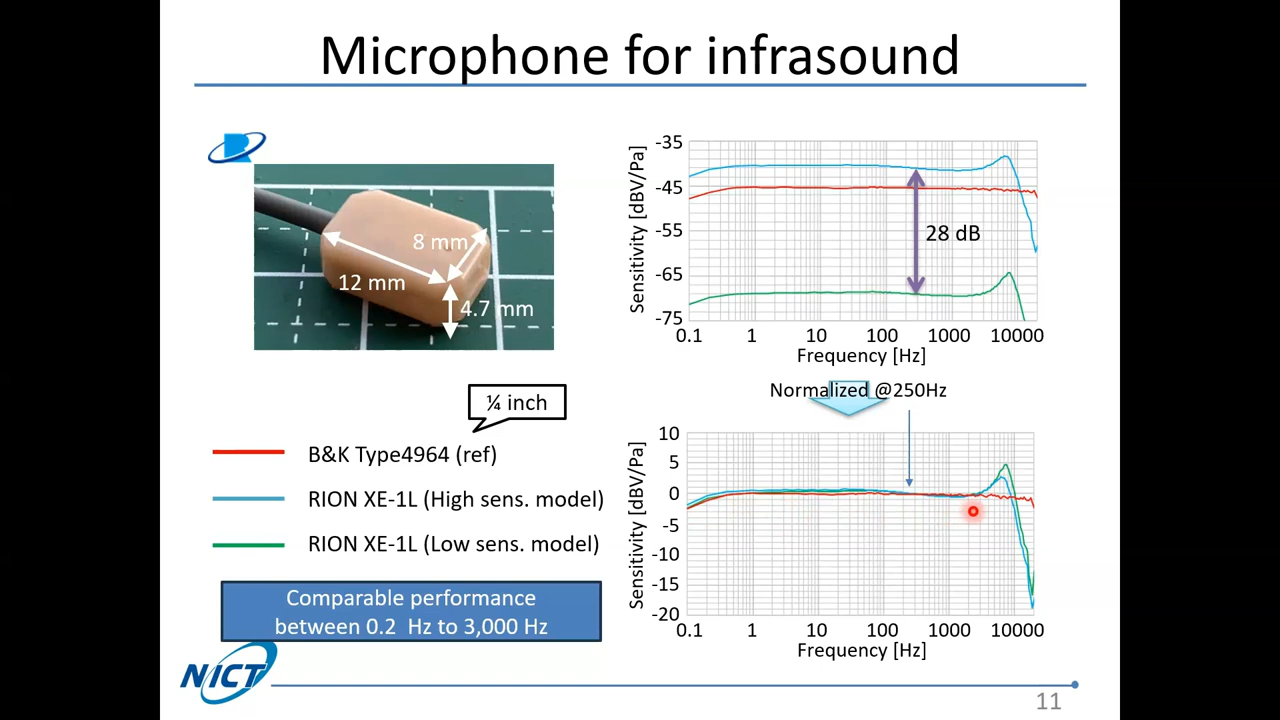 Microphone for infrasound
8 mm
12 mm
4.7 mm
¼ inch
B&K Type4964 (ref)
RION XE-1L (High sens. model)
RION XE-1L (Low sens. model)
Comparable performance
between 0.2 Hz to 3,000 Hz
NICT
Sensitivity [dBV/Pa]
-35
-45
-55
-65
-75
28 dB
0.1 1 10 100 1000 10000
Frequency [Hz]
Normalized @250Hz
Sensitivity [dBV/Pa]
10
5
0
-5
-10
-15
-20
0.1 1 10 100 1000 10000
Frequency [Hz]
11